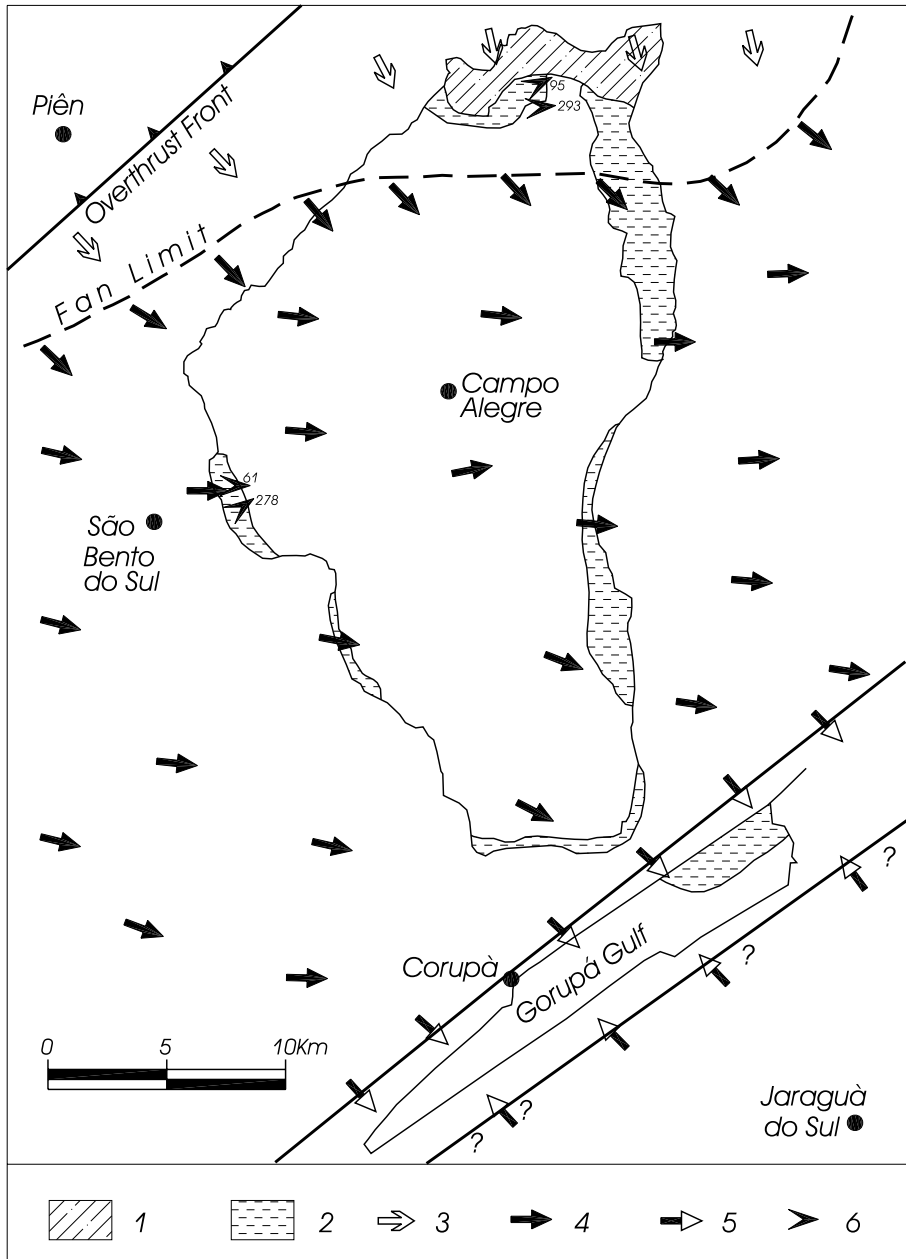 Piên
Overthrust Front
Fan Limit
95
293
Campo
Alegre
61
278
São
Bento
do Sul
Corupà
Gorupá Gulf
?
?
?
?
0 5 10Km
Jaraguà
do Sul
1 2 3 4 5 6